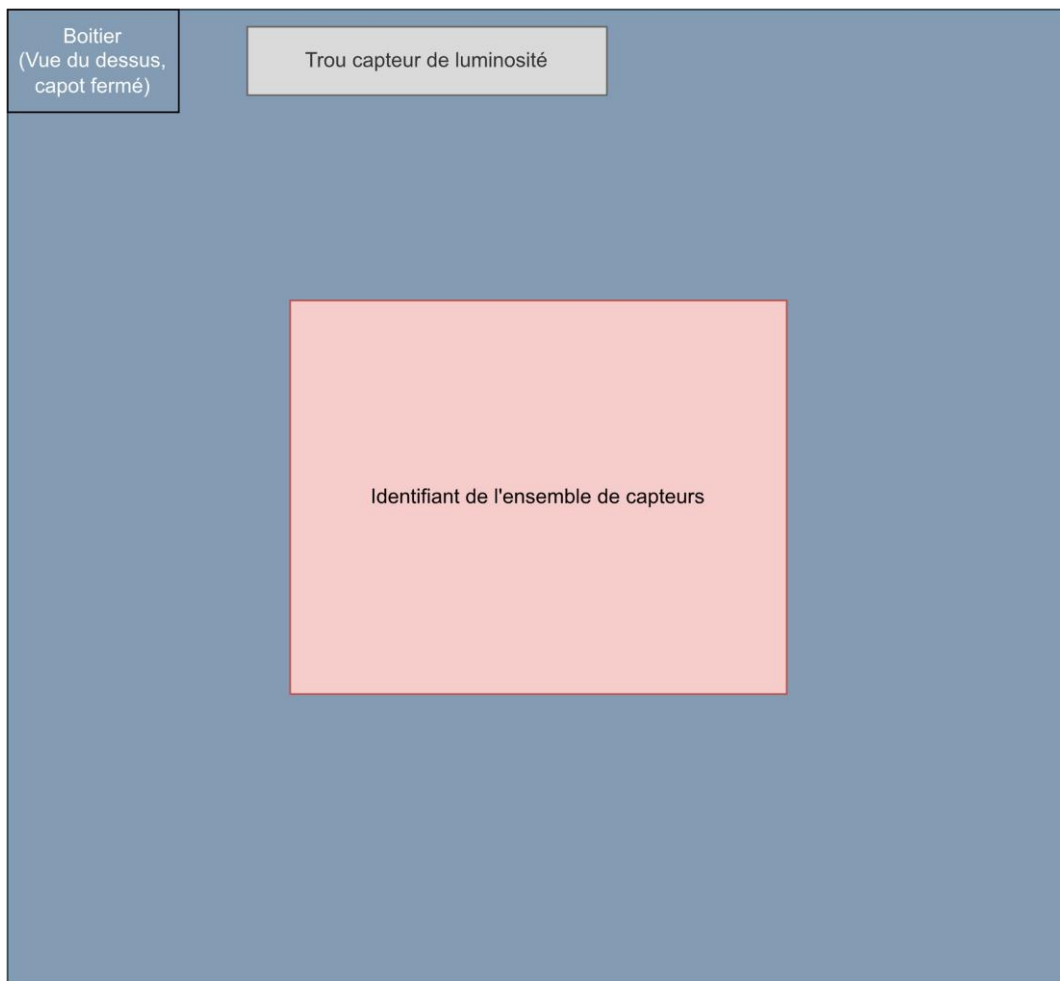 Boitier
(Vue du dessus,
capot fermé)
Trou capteur de luminosité
Identifiant de l'ensemble de capteurs